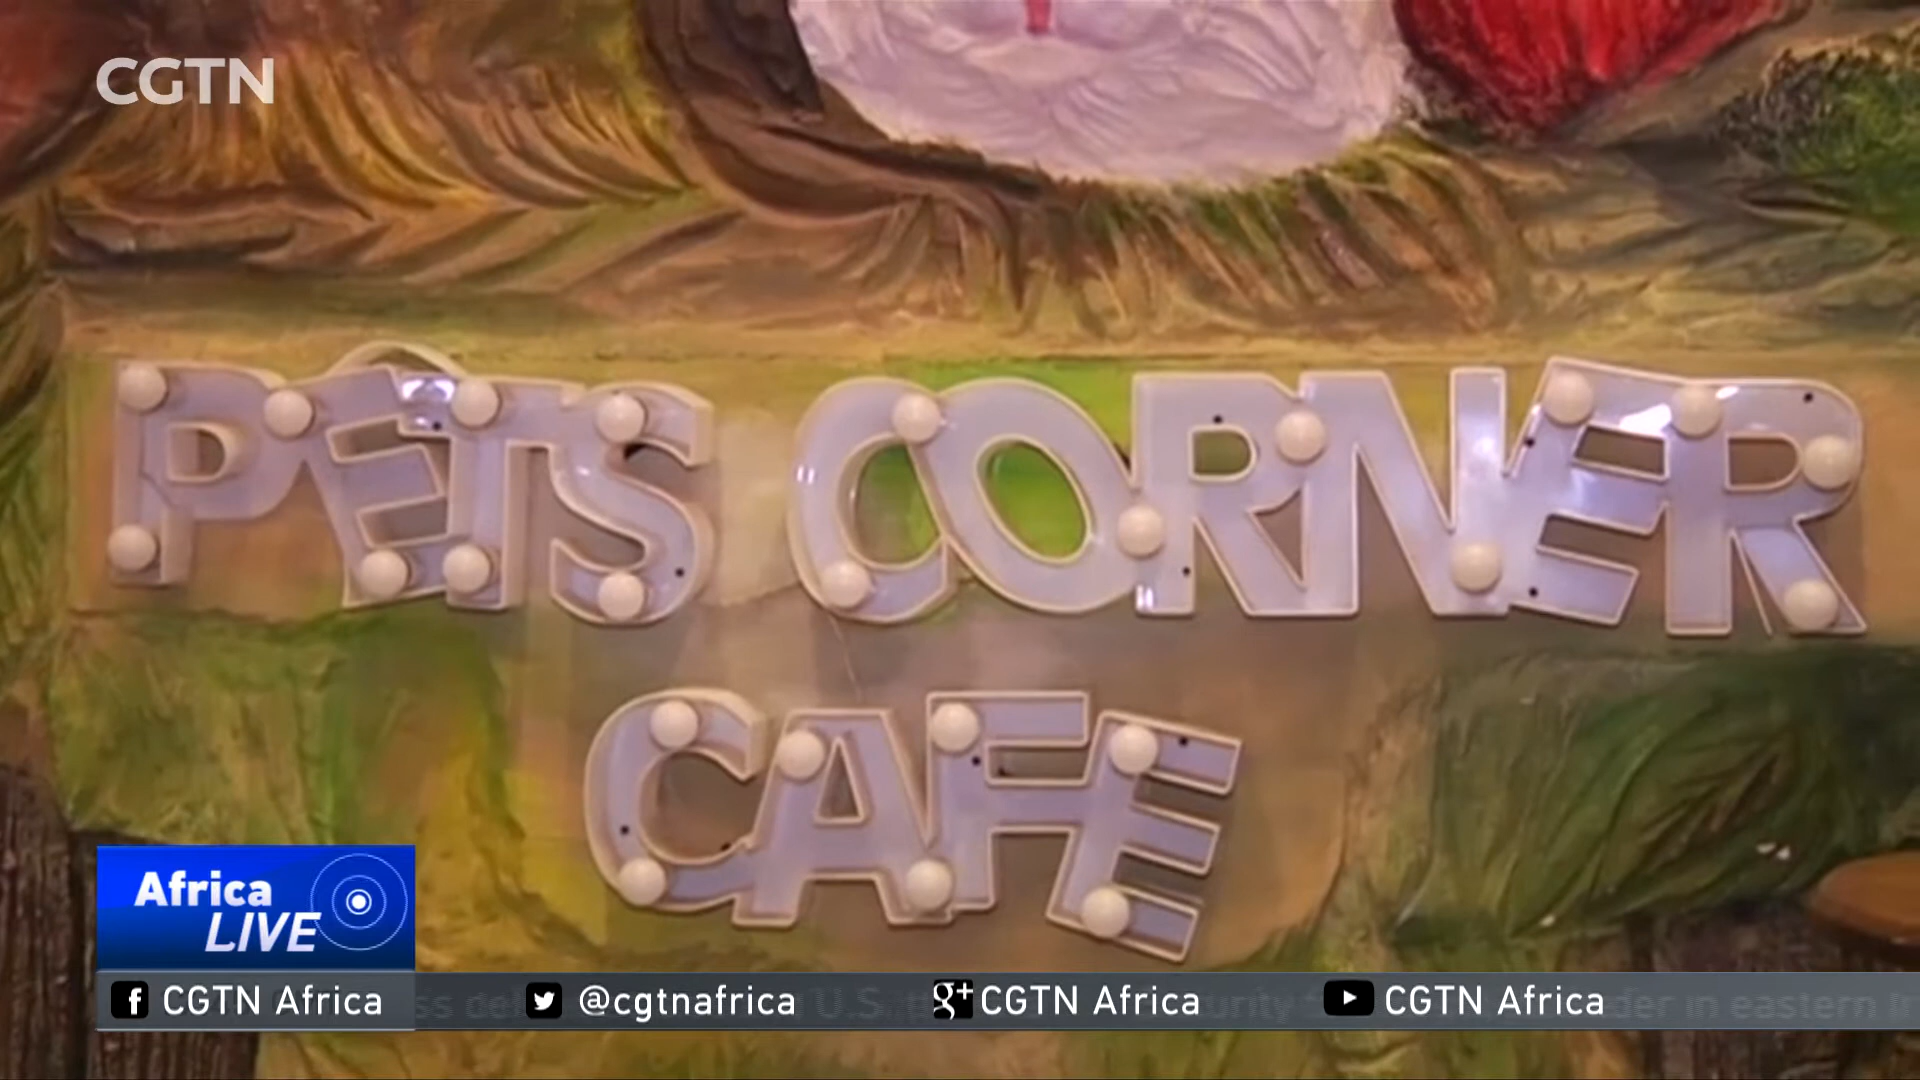 CGTN
PETS CORNER
CAFE
Africa
LIVE
CGTN Africa @cgtnafrica CGTN Africa CGTN Africa